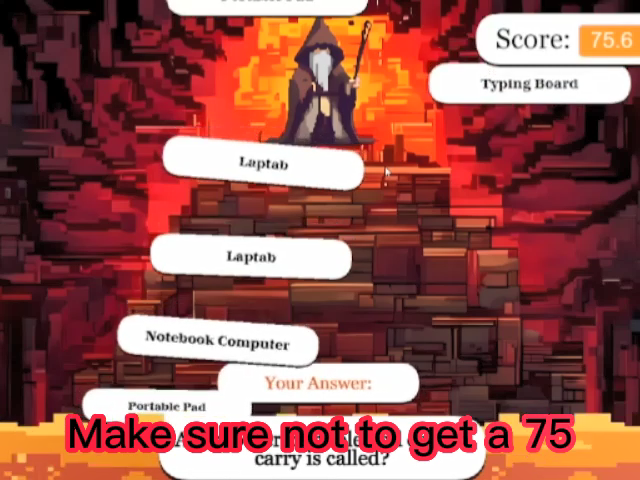 Score: 75.6
Typing Board
Laptab
Laptab
Notebook Computer
Your Answer:
Portable Pad
Make sure not to get a 75
carry is called?